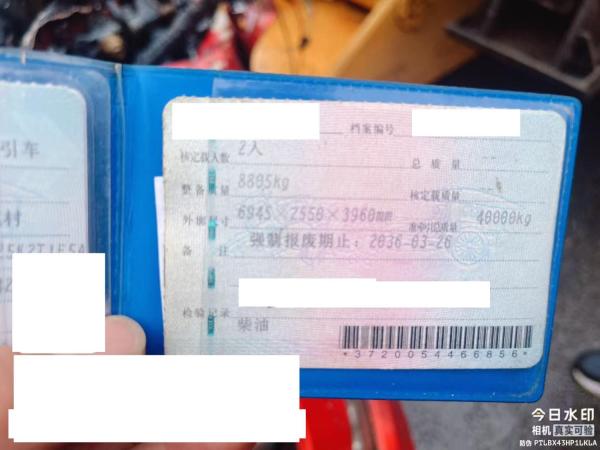 引车
村
档案编号
核定载人数 2人 总质量 --
整备质量 8805kg 核定载质量 --
外廓尺寸 6945×2550×3960mm 准牵引总质量 40000kg
备注 强制报废期止：2036-03-26
检验记录
柴油
*3720054466856*
今日水印
相机 真实可验
防伪 PTLBX43HP1LKLA